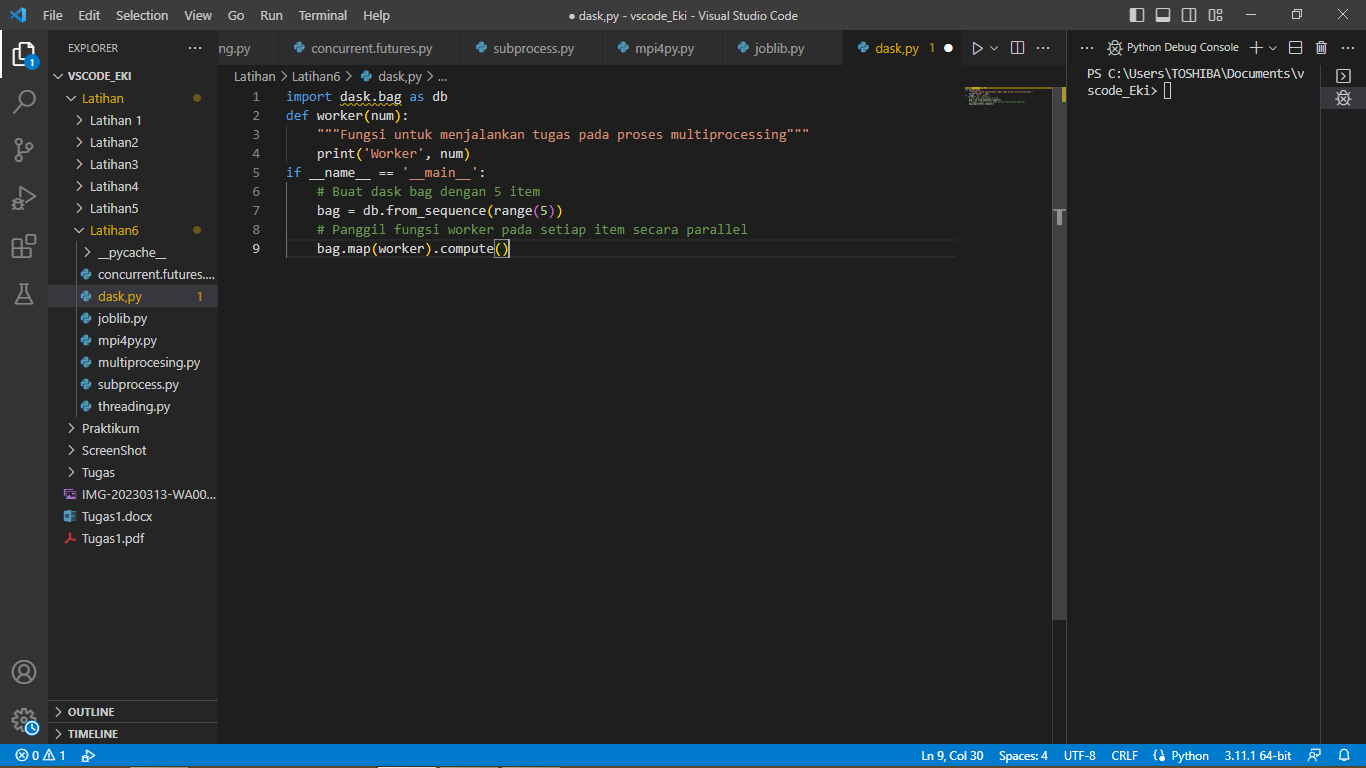 File Edit Selection View Go Run Terminal Help
● dask,py - vscode_Eki - Visual Studio Code
EXPLORER ...
ng.py concurrent.futures.py subprocess.py mpi4py.py joblib.py dask,py 1 ● ...
... Python Debug Console ...
VSCODE_EKI
Latihan
Latihan 1
Latihan2
Latihan3
Latihan4
Latihan5
Latihan6
__pycache__
concurrent.futures....
dask,py 1
joblib.py
mpi4py.py
multiprocesing.py
subprocess.py
threading.py
Praktikum
ScreenShot
Tugas
IMG-20230313-WA00...
Tugas1.docx
Tugas1.pdf
OUTLINE
TIMELINE
Latihan > Latihan6 > dask,py > ...
1 import dask.bag as db
2 def worker(num):
3 """Fungsi untuk menjalankan tugas pada proses multiprocessing"""
4 print('Worker', num)
5 if __name__ == '__main__':
6 # Buat dask bag dengan 5 item
7 bag = db.from_sequence(range(5))
8 # Panggil fungsi worker pada setiap item secara parallel
9 bag.map(worker).compute()
PS C:\Users\TOSHIBA\Documents\v
scode_Eki>
1
0 1
Ln 9, Col 30 Spaces: 4 UTF-8 CRLF Python 3.11.1 64-bit